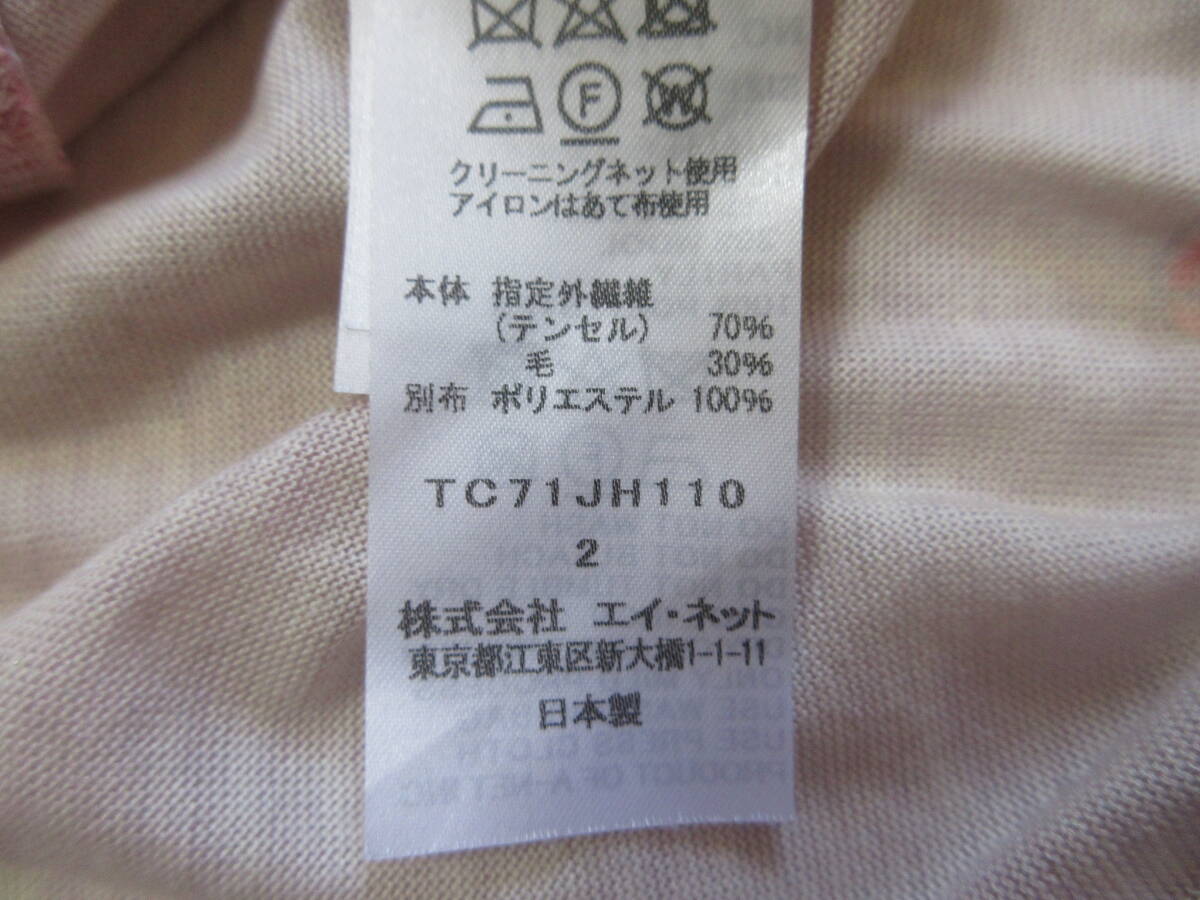 F W
クリーニングネット使用
アイロンはあて布使用
本体 指定外繊維
(テンセル) 70%
毛 30%
別布 ポリエステル 100%
TC71JH110
2
株式会社 エイ・ネット
東京都江東区新大橋1-1-11
日本製